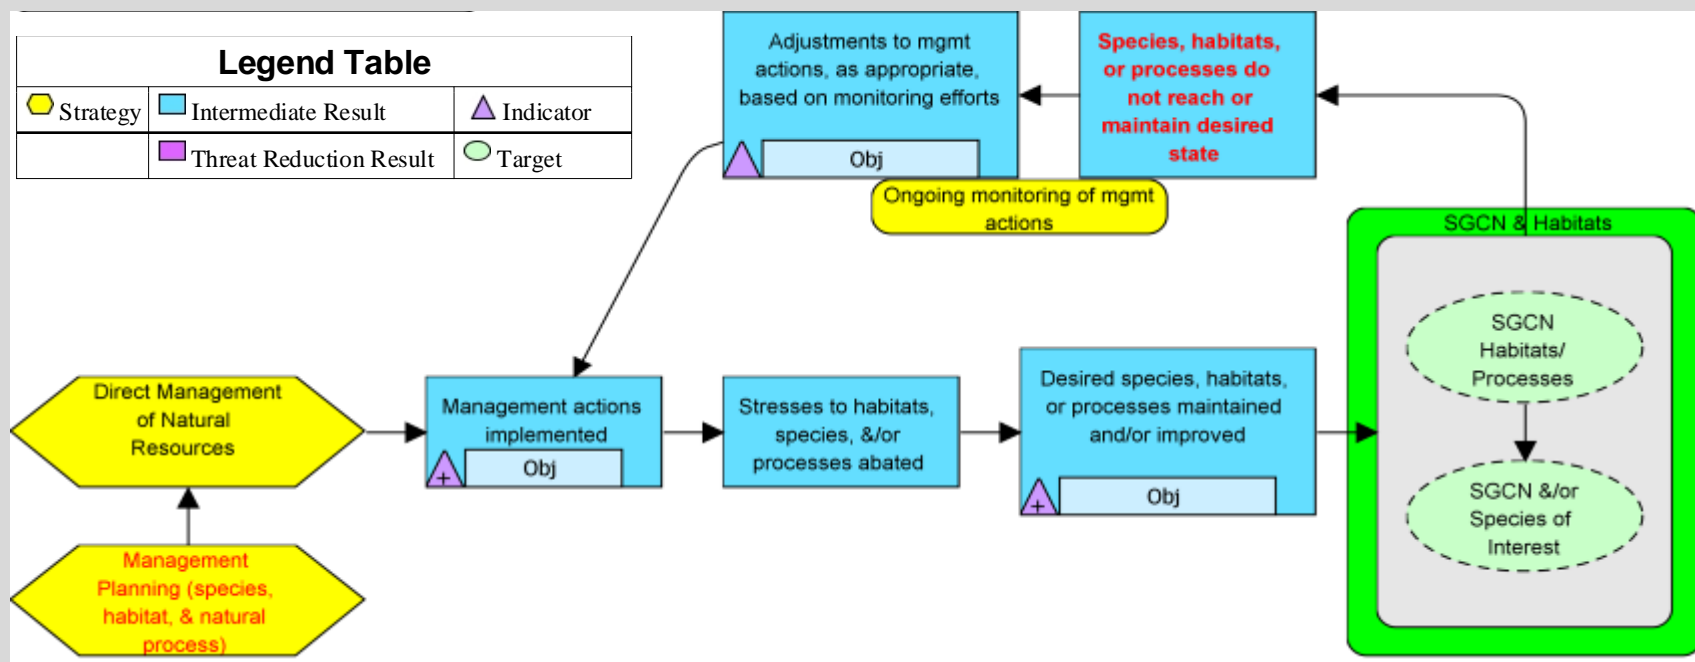 Legend Table
Strategy
Intermediate Result
Indicator
Threat Reduction Result
Target
Adjustments to mgmt
actions, as appropriate,
based on monitoring efforts
Obj
Species, habitats,
or processes do
not reach or
maintain desired
state
Ongoing monitoring of mgmt
actions
SGCN & Habitats
SGCN
Habitats/
Processes
SGCN &/or
Species of
Interest
Direct Management
of Natural
Resources
Management actions
implemented
+
Obj
Stresses to habitats,
species, &/or
processes abated
Desired species, habitats,
or processes maintained
and/or improved
+
Obj
Management
Planning (species,
habitat, & natural
process)